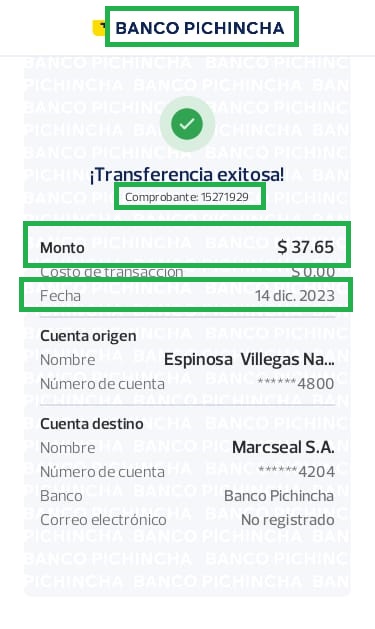 BANCO PICHINCHA
¡Transferencia exitosa!
Comprobante: 15271929
Monto $ 37.65
Costo de transacción $ 0.00
Fecha 14 dic. 2023
Cuenta origen
Nombre Espinosa Villegas Na...
Número de cuenta ******4800
Cuenta destino
Nombre Marcseal S.A.
Número de cuenta ******4204
Banco Banco Pichincha
Correo electrónico No registrado